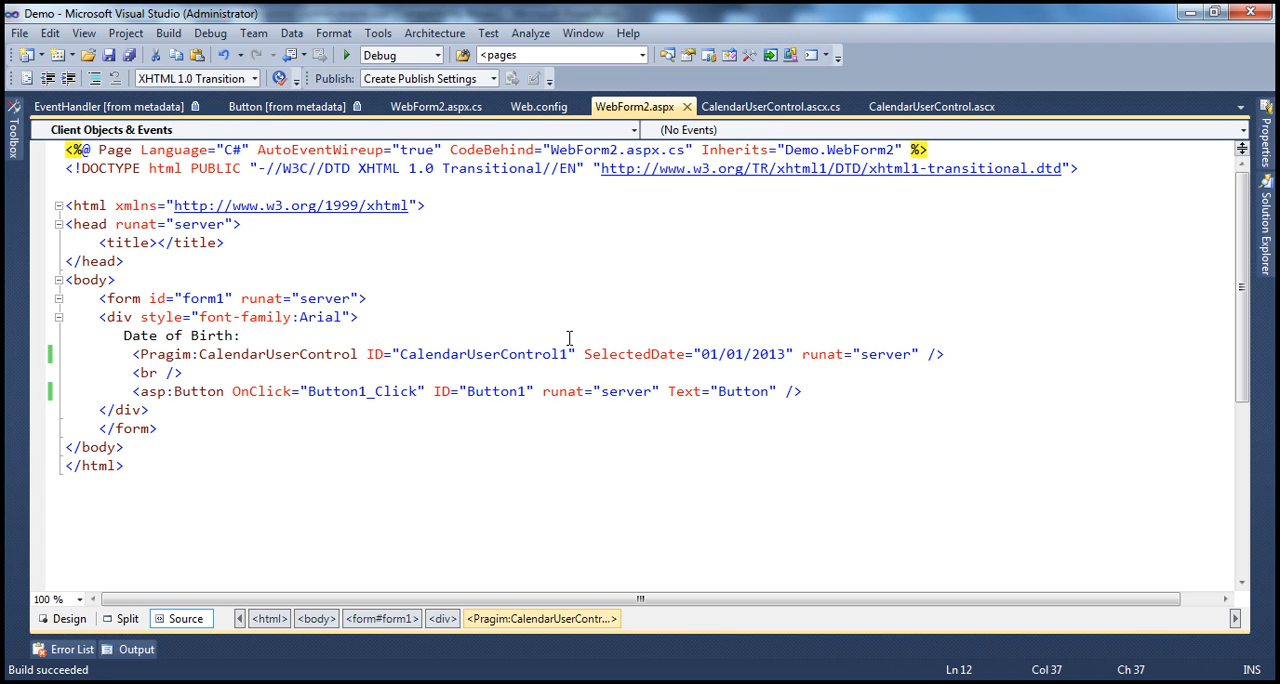 Demo - Microsoft Visual Studio (Administrator)
File Edit View Project Build Debug Team Data Format Tools Architecture Test Analyze Window Help
Debug <pages
XHTML 1.0 Transition Publish: Create Publish Settings
EventHandler [from metadata] Button [from metadata] WebForm2.aspx.cs Web.config WebForm2.aspx CalendarUserControl.ascx.cs CalendarUserControl.ascx
Toolbox
Properties
Solution Explorer
Client Objects & Events (No Events)
<%@ Page Language="C#" AutoEventWireup="true" CodeBehind="WebForm2.aspx.cs" Inherits="Demo.WebForm2" %>
<!DOCTYPE html PUBLIC "-//W3C//DTD XHTML 1.0 Transitional//EN" "http://www.w3.org/TR/xhtml1/DTD/xhtml1-transitional.dtd">
<html xmlns="http://www.w3.org/1999/xhtml">
<head runat="server">
<title></title>
</head>
<body>
<form id="form1" runat="server">
<div style="font-family:Arial">
Date of Birth:
<Pragim:CalendarUserControl ID="CalendarUserControl1" SelectedDate="01/01/2013" runat="server" />
<br />
<asp:Button OnClick="Button1_Click" ID="Button1" runat="server" Text="Button" />
</div>
</form>
</body>
</html>
100 %
Design Split Source <html> <body> <form#form1> <div> <Pragim:CalendarUserContr...>
Error List Output
Build succeeded Ln 12 Col 37 Ch 37 INS